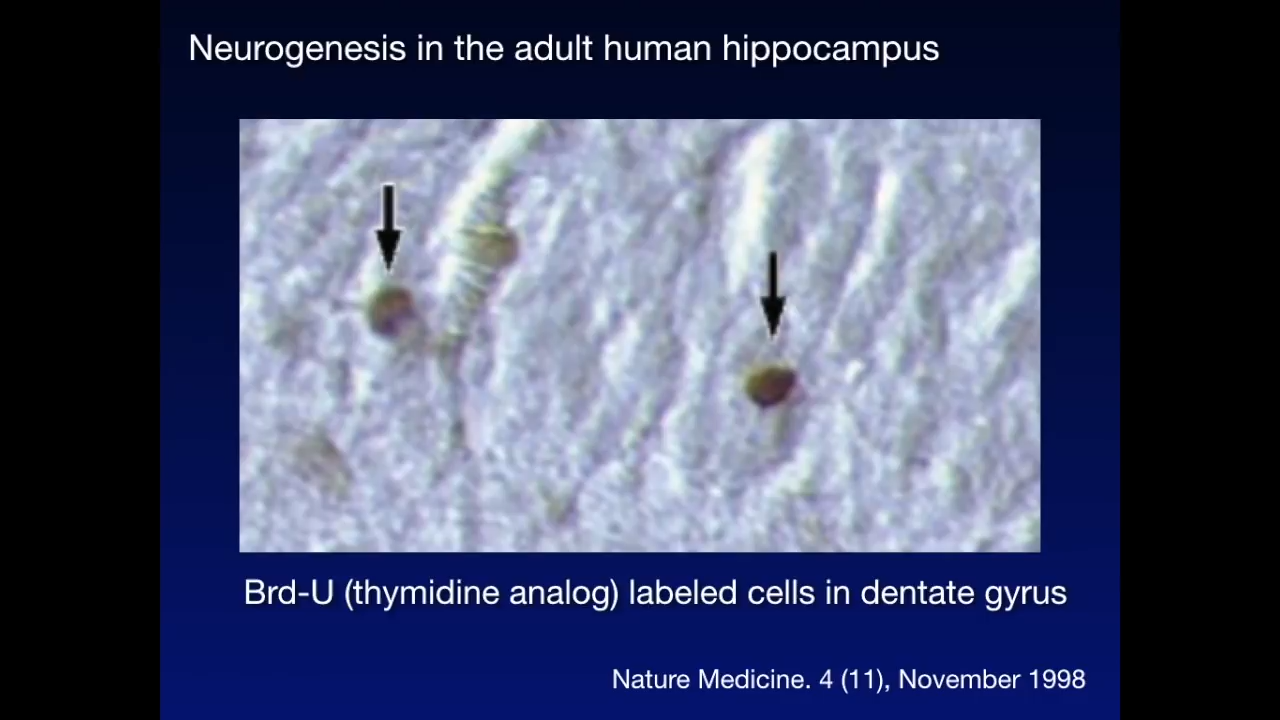 Neurogenesis in the adult human hippocampus
Brd-U (thymidine analog) labeled cells in dentate gyrus
Nature Medicine. 4 (11), November 1998